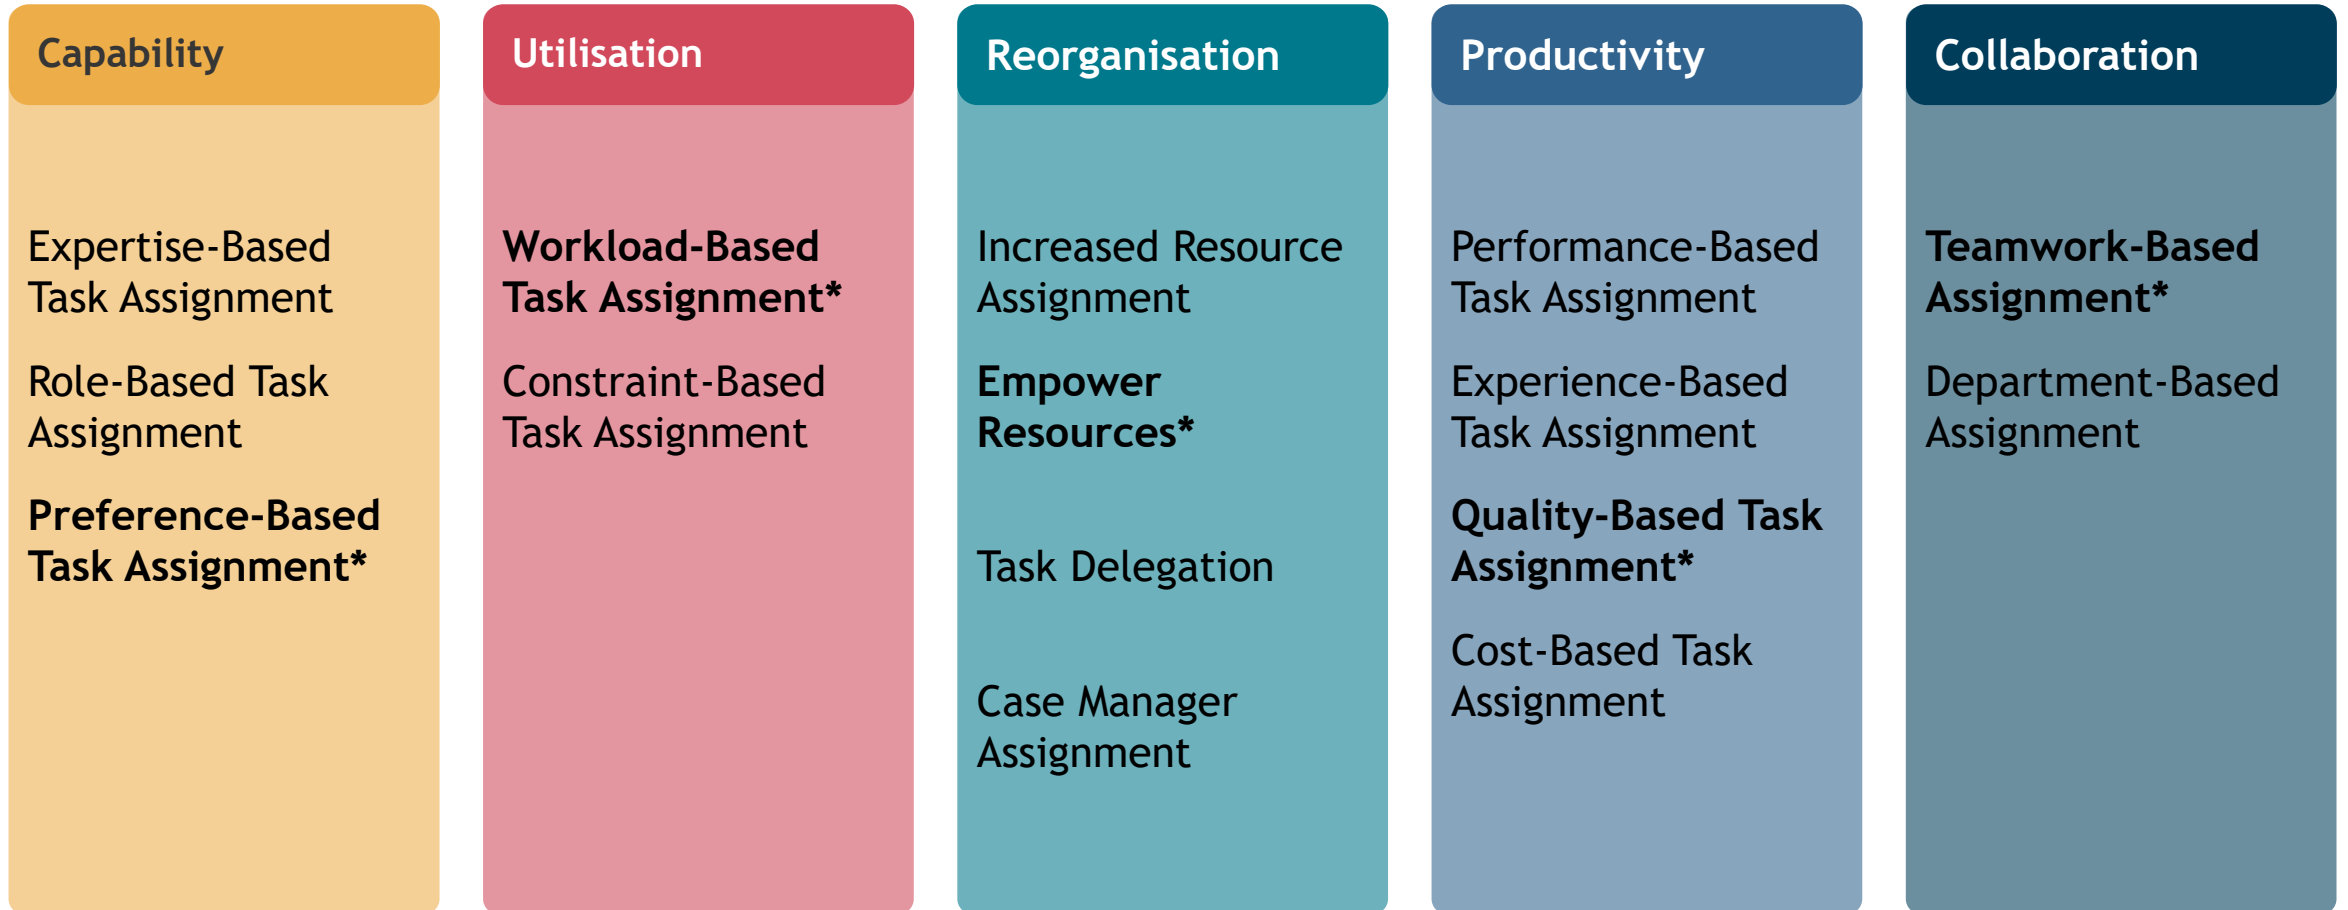 Capability
Expertise-Based
Task Assignment
Role-Based Task
Assignment
Preference-Based
Task Assignment*
Utilisation
Workload-Based
Task Assignment*
Constraint-Based
Task Assignment
Reorganisation
Increased Resource
Assignment
Empower
Resources*
Task Delegation
Case Manager
Assignment
Productivity
Performance-Based
Task Assignment
Experience-Based
Task Assignment
Quality-Based Task
Assignment*
Cost-Based Task
Assignment
Collaboration
Teamwork-Based
Assignment*
Department-Based
Assignment